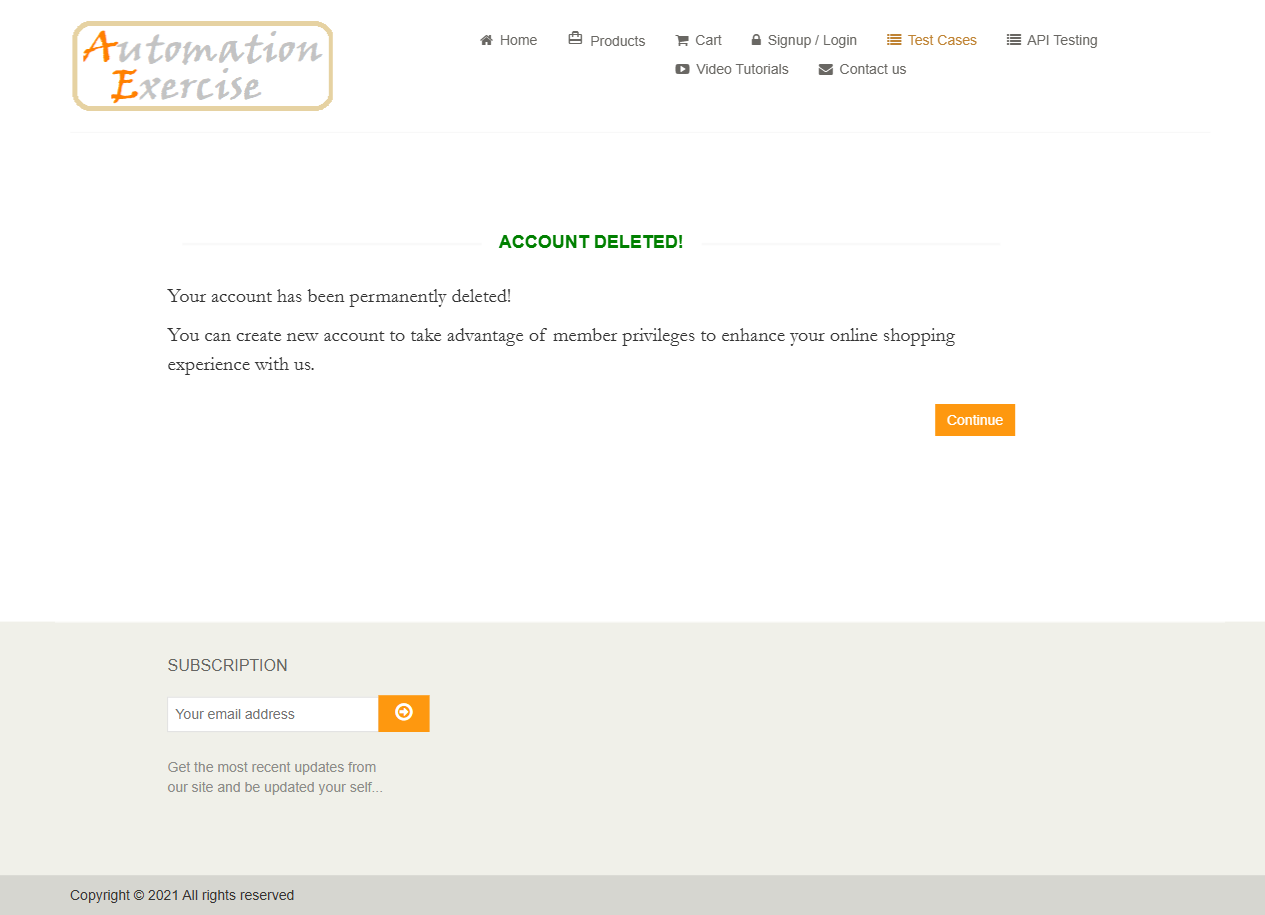 Automation
Exercise
Home Products Cart Signup / Login Test Cases API Testing
Video Tutorials Contact us
ACCOUNT DELETED!
Your account has been permanently deleted!
You can create new account to take advantage of member privileges to enhance your online shopping
experience with us.
Continue
SUBSCRIPTION
Your email address
Get the most recent updates from
our site and be updated your self...
Copyright © 2021 All rights reserved